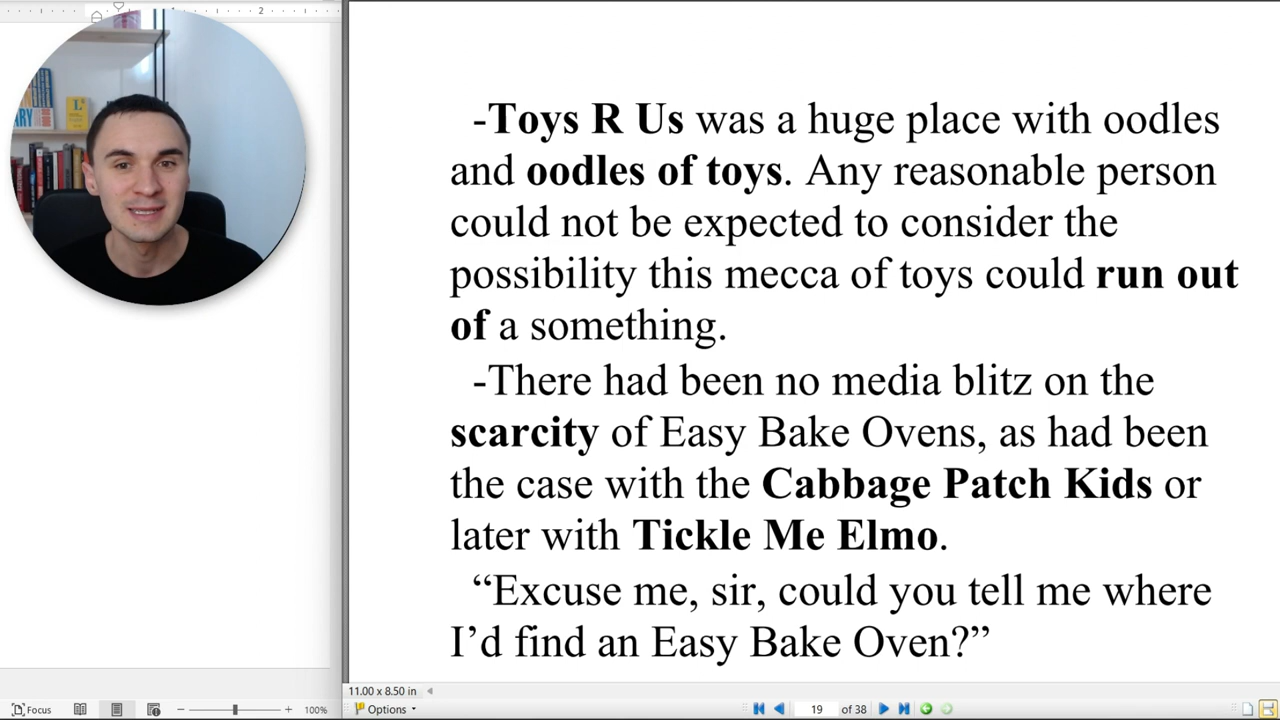 1
2
-Toys R Us was a huge place with oodles
and oodles of toys. Any reasonable person
could not be expected to consider the
possibility this mecca of toys could run out
of a something.
-There had been no media blitz on the
scarcity of Easy Bake Ovens, as had been
the case with the Cabbage Patch Kids or
later with Tickle Me Elmo.
“Excuse me, sir, could you tell me where
I’d find an Easy Bake Oven?”
11.00 x 8.50 in
Focus
100%
Options
19 of 38